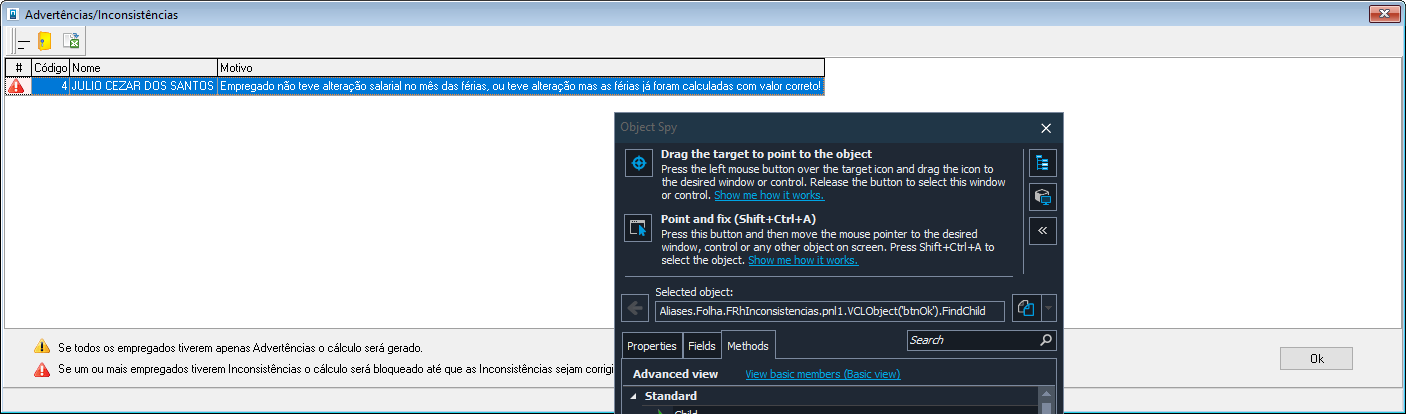 Advertências/Inconsistências
# Código Nome Motivo
4 JULIO CEZAR DOS SANTOS Empregado não teve alteração salarial no mês das férias, ou teve alteração mas as férias já foram calculadas com valor correto!
Object Spy
Drag the target to point to the object
Press the left mouse button over the target icon and drag the icon to
the desired window or control. Release the button to select this window
or control. Show me how it works.
Point and fix (Shift+Ctrl+A)
Press this button and then move the mouse pointer to the desired
window, control or any other object on screen. Press Shift+Ctrl+A to
select the object. Show me how it works.
Selected object:
Aliases.Folha.FRhInconsistencias.pnl1.VCLObject('btnOk').FindChild
Properties Fields Methods Search
Advanced view View basic members (Basic view)
Standard
Child
Se todos os empregados tiverem apenas Advertências o cálculo será gerado.
Se um ou mais empregados tiverem Inconsistências o cálculo será bloqueado até que as Inconsistências sejam corrigi
Ok